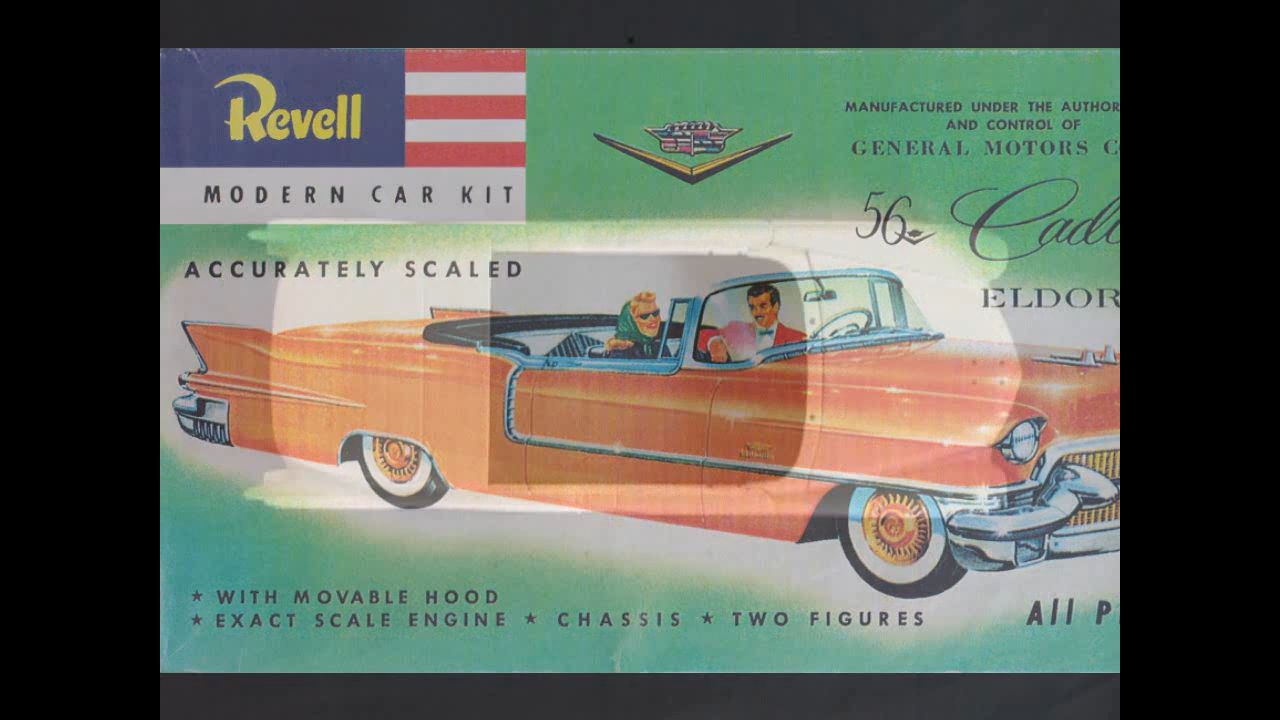 Revell
MODERN CAR KIT
ACCURATELY SCALED
MANUFACTURED UNDER THE AUTHOR
AND CONTROL OF
GENERAL MOTORS C
56 Cadi
ELDOR
★ WITH MOVABLE HOOD
★ EXACT SCALE ENGINE ★ CHASSIS ★ TWO FIGURES
All P